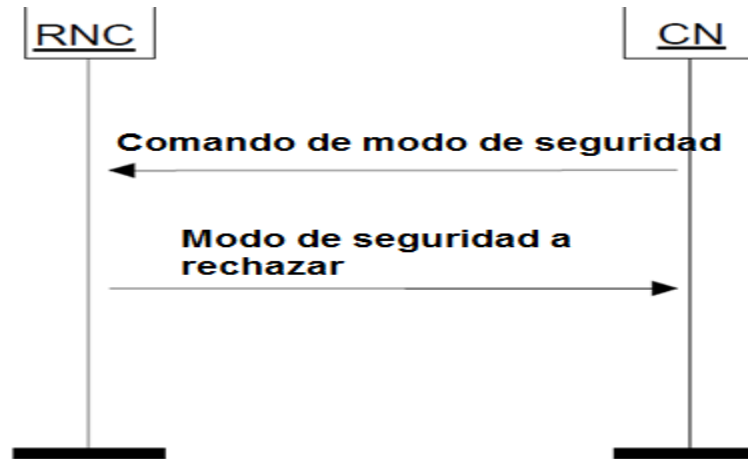 RNC
CN
Comando de modo de seguridad
Modo de seguridad a
rechazar